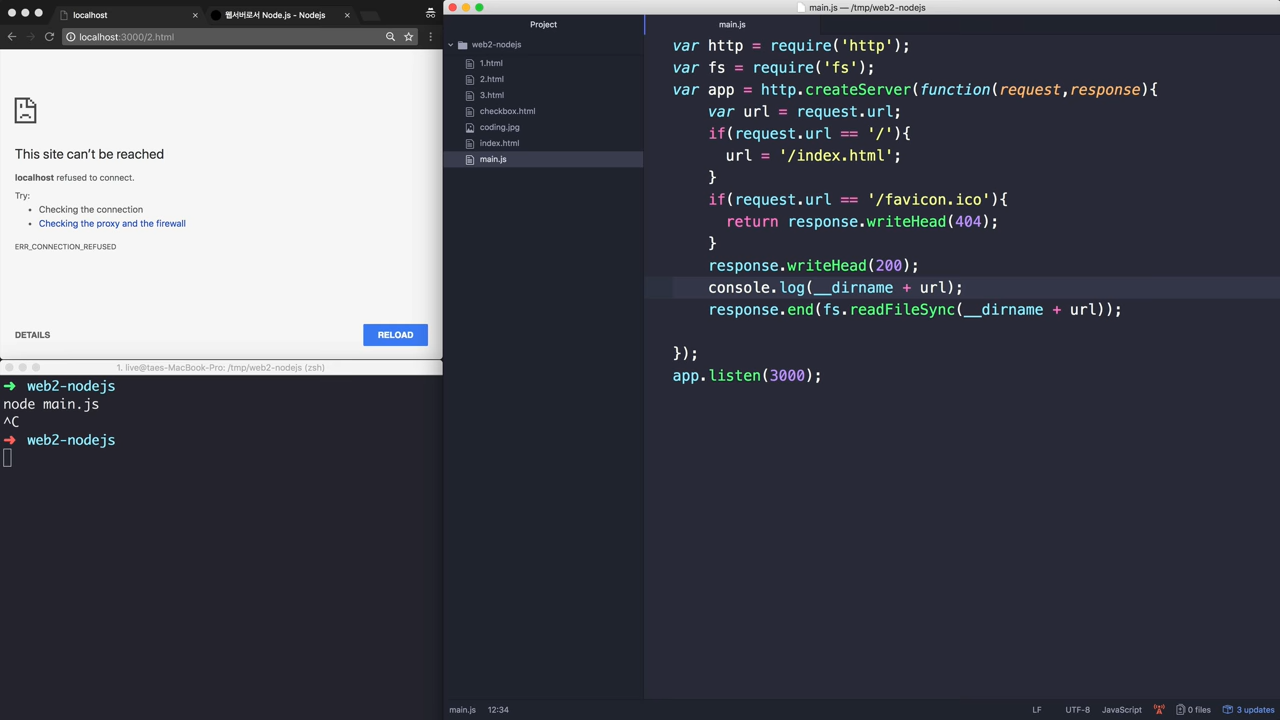 localhost
웹서버로서 Node.js - Nodejs
localhost:3000/2.html
This site can't be reached
localhost refused to connect.
Try:
Checking the connection
Checking the proxy and the firewall
ERR_CONNECTION_REFUSED
DETAILS
RELOAD
1. live@taes-MacBook-Pro: /tmp/web2-nodejs (zsh)
➜ web2-nodejs
node main.js
^C
➜ web2-nodejs
main.js — /tmp/web2-nodejs
Project
web2-nodejs
1.html
2.html
3.html
checkbox.html
coding.jpg
index.html
main.js
main.js
var http = require('http');
var fs = require('fs');
var app = http.createServer(function(request,response){
    var url = request.url;
    if(request.url == '/'){
      url = '/index.html';
    }
    if(request.url == '/favicon.ico'){
      return response.writeHead(404);
    }
    response.writeHead(200);
    console.log(__dirname + url);
    response.end(fs.readFileSync(__dirname + url));
});
app.listen(3000);
main.js 12:34
LF UTF-8 JavaScript 0 files 3 updates